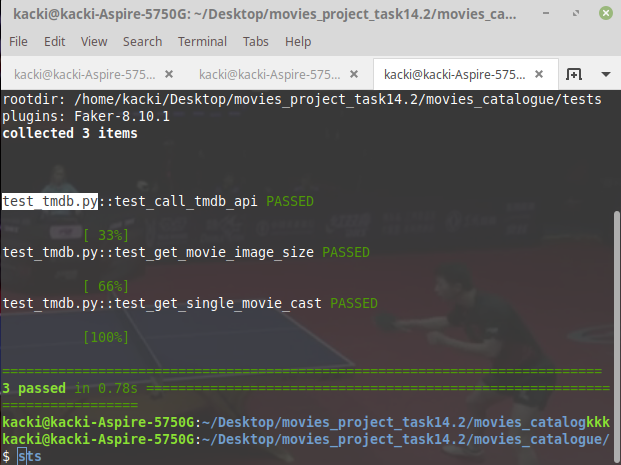 kacki@kacki-Aspire-5750G: ~/Desktop/movies_project_task14.2/movies_ca...
File Edit View Search Terminal Tabs Help
kacki@kacki-Aspire-575... × kacki@kacki-Aspire-575... × kacki@kacki-Aspire-575... ×
rootdir: /home/kacki/Desktop/movies_project_task14.2/movies_catalogue/tests
plugins: Faker-8.10.1
collected 3 items
test_tmdb.py::test_call_tmdb_api PASSED
[ 33%]
test_tmdb.py::test_get_movie_image_size PASSED
[ 66%]
test_tmdb.py::test_get_single_movie_cast PASSED
[100%]
===========================================================================
3 passed in 0.78s ==========================================================
=================
kacki@kacki-Aspire-5750G:~/Desktop/movies_project_task14.2/movies_catalogkkk
kacki@kacki-Aspire-5750G:~/Desktop/movies_project_task14.2/movies_catalogue/
$ sts